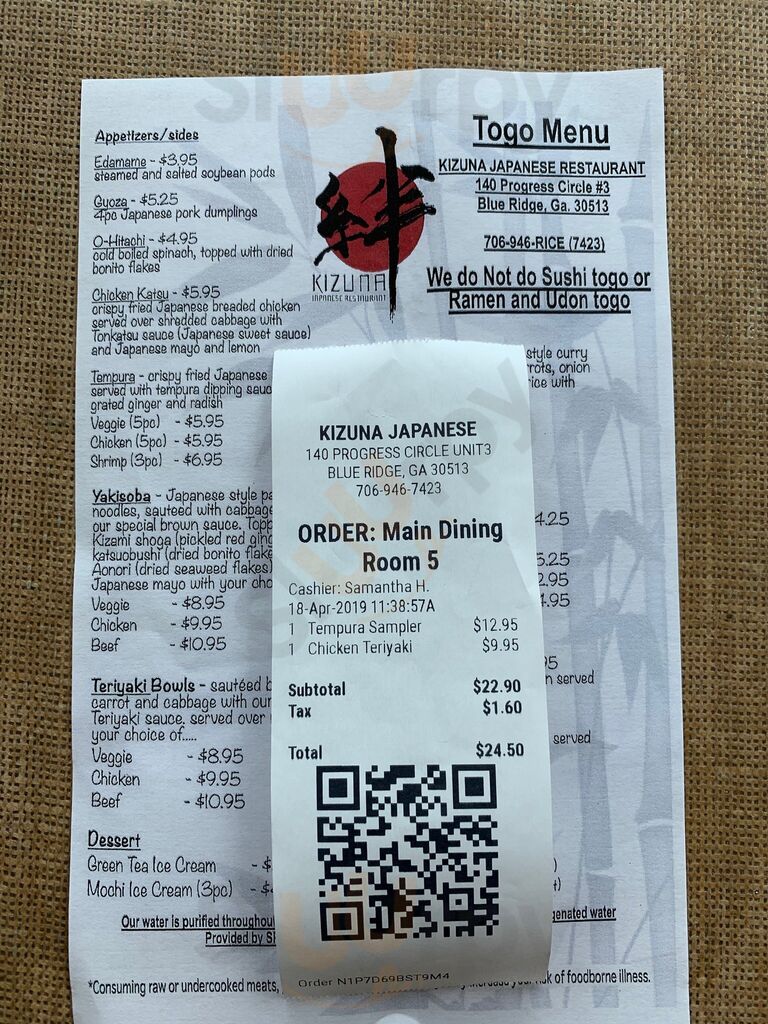 Appetizers/sides
Edamame - $3.95
steamed and salted soybean pods
Gyoza - $5.25
4pc Japanese pork dumplings
O-Hitachi - $4.95
cold boiled spinach, topped with dried
bonito flakes
Chicken Katsu - $5.95
crispy fried Japanese breaded chicken
served over shredded cabbage with
Tonkatsu sauce (Japanese sweet sauce)
and Japanese mayo and lemon
Tempura - crispy fried Japanese
served with tempura dipping sauc
grated ginger and radish
Veggie (5pc) - $5.95
Chicken (5pc) - $5.95
Shrimp (3pc) - $6.95
Yakisoba - Japanese style pa
noodles, sauteed with cabbage
our special brown sauce. Topp
Kizami shoga (pickled red ging
katsuobushi (dried bonito flake
Aonori (dried seaweed flakes)
Japanese mayo with your cho
Veggie - $8.95
Chicken - $9.95
Beef - $10.95
Teriyaki Bowls - sautéed b
carrot and cabbage with our
Teriyaki sauce, served over
your choice of.....
Veggie - $8.95
Chicken - $9.95
Beef - $10.95
Dessert
Green Tea Ice Cream - $
Mochi Ice Cream (3pc) - $
Our water is purified throughou
Provided by
*Consuming raw or undercooked meats,
絆
KIZUNA
JAPANESE RESTAURANT
Togo Menu
KIZUNA JAPANESE RESTAURANT
140 Progress Circle #3
Blue Ridge, Ga. 30513
706-946-RICE (7423)
We do Not do Sushi togo or
Ramen and Udon togo
style curry
rots, onion
ice with
4.25
5.25
2.95
4.95
95
n served
served
genated water
increase your risk of foodborne illness.
KIZUNA JAPANESE
140 PROGRESS CIRCLE UNIT3
BLUE RIDGE, GA 30513
706-946-7423
ORDER: Main Dining
Room 5
Cashier: Samantha H.
18-Apr-2019 11:38:57A
1 Tempura Sampler $12.95
1 Chicken Teriyaki $9.95
Subtotal $22.90
Tax $1.60
Total $24.50
Order N1P7D69BST9M4